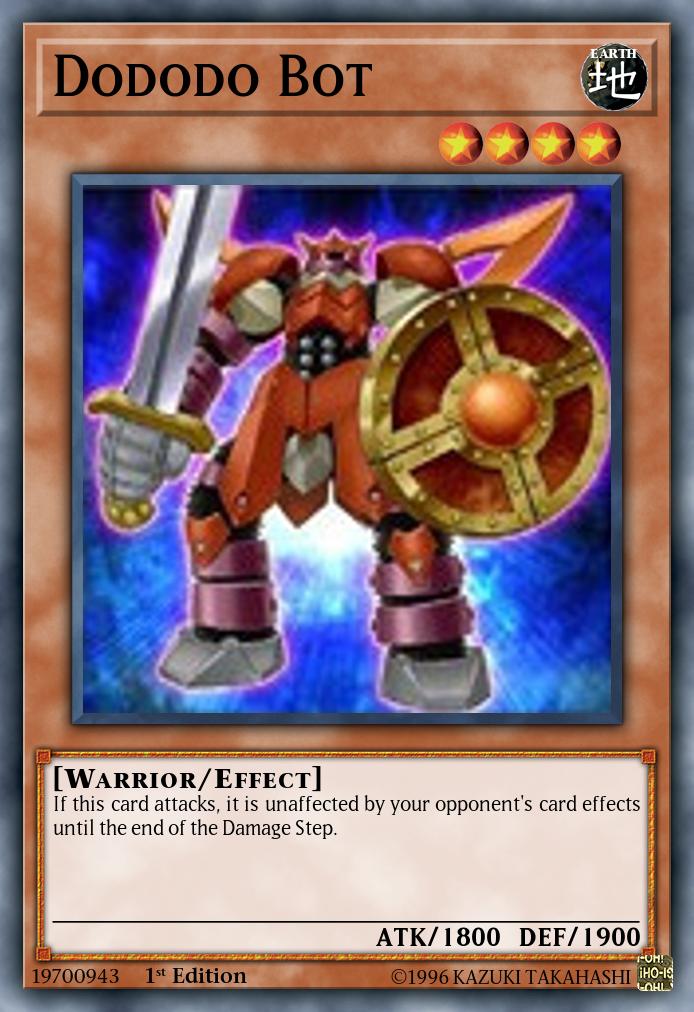 Dododo Bot
EARTH
地
[Warrior/Effect]
If this card attacks, it is unaffected by your opponent's card effects
until the end of the Damage Step.
ATK/1800 DEF/1900
19700943 1st Edition ©1996 KAZUKI TAKAHASHI